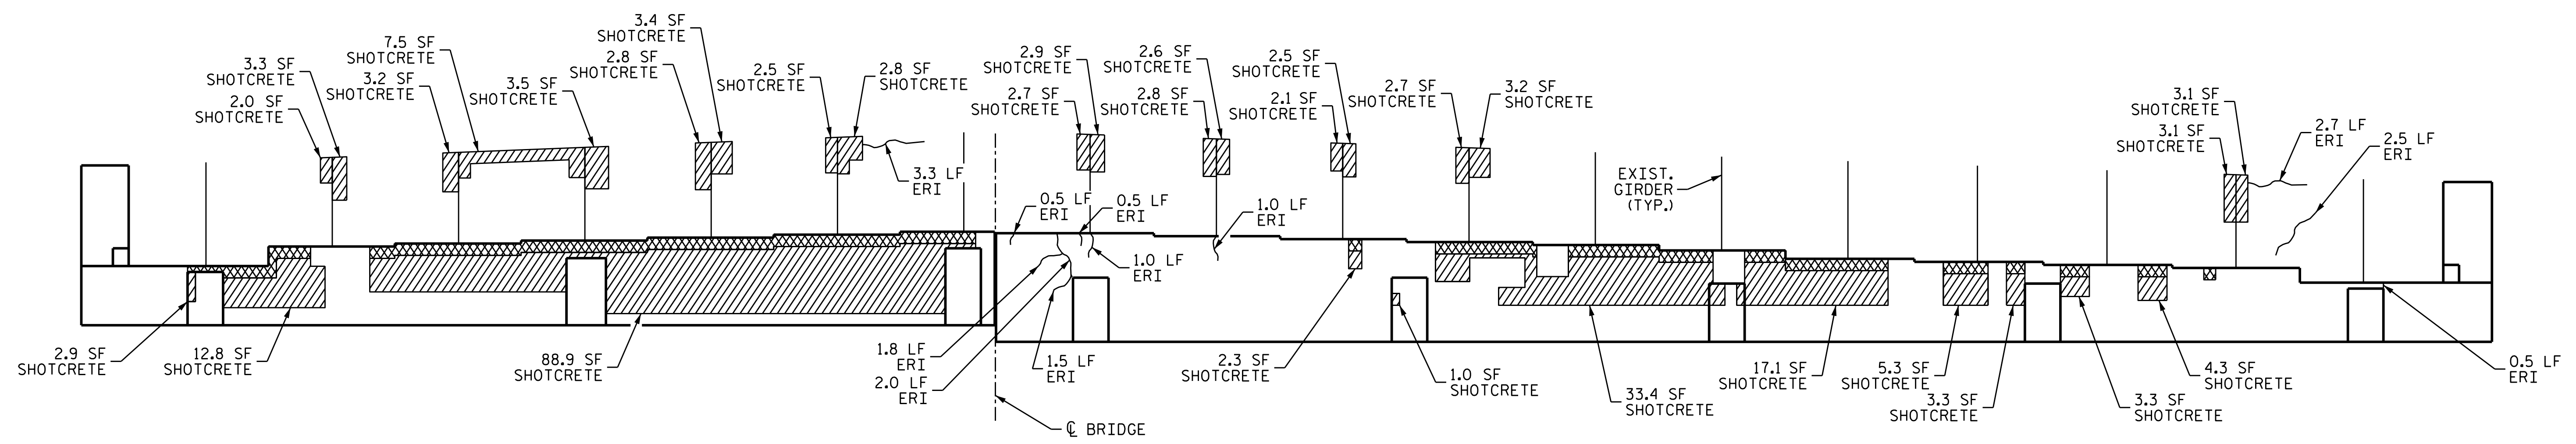 3.4 SF
SHOTCRETE
7.5 SF
SHOTCRETE
2.8 SF
SHOTCRETE
3.3 SF
SHOTCRETE
3.2 SF
SHOTCRETE
3.5 SF
SHOTCRETE
2.0 SF
SHOTCRETE
2.5 SF
SHOTCRETE
2.8 SF
SHOTCRETE
2.9 SF
SHOTCRETE
2.6 SF
SHOTCRETE
2.5 SF
SHOTCRETE
2.7 SF
SHOTCRETE
2.8 SF
SHOTCRETE
2.1 SF
SHOTCRETE
2.7 SF
SHOTCRETE
3.2 SF
SHOTCRETE
3.1 SF
SHOTCRETE
3.1 SF
SHOTCRETE
2.7 LF
ERI
2.5 LF
ERI
3.3 LF
ERI
0.5 LF
ERI
0.5 LF
ERI
1.0 LF
ERI
1.0 LF
ERI
EXIST.
GIRDER
(TYP.)
2.9 SF
SHOTCRETE
12.8 SF
SHOTCRETE
88.9 SF
SHOTCRETE
1.8 LF
ERI
2.0 LF
ERI
1.5 LF
ERI
2.3 SF
SHOTCRETE
1.0 SF
SHOTCRETE
33.4 SF
SHOTCRETE
17.1 SF
SHOTCRETE
5.3 SF
SHOTCRETE
3.3 SF
SHOTCRETE
3.3 SF
SHOTCRETE
4.3 SF
SHOTCRETE
0.5 LF
ERI
℄ BRIDGE